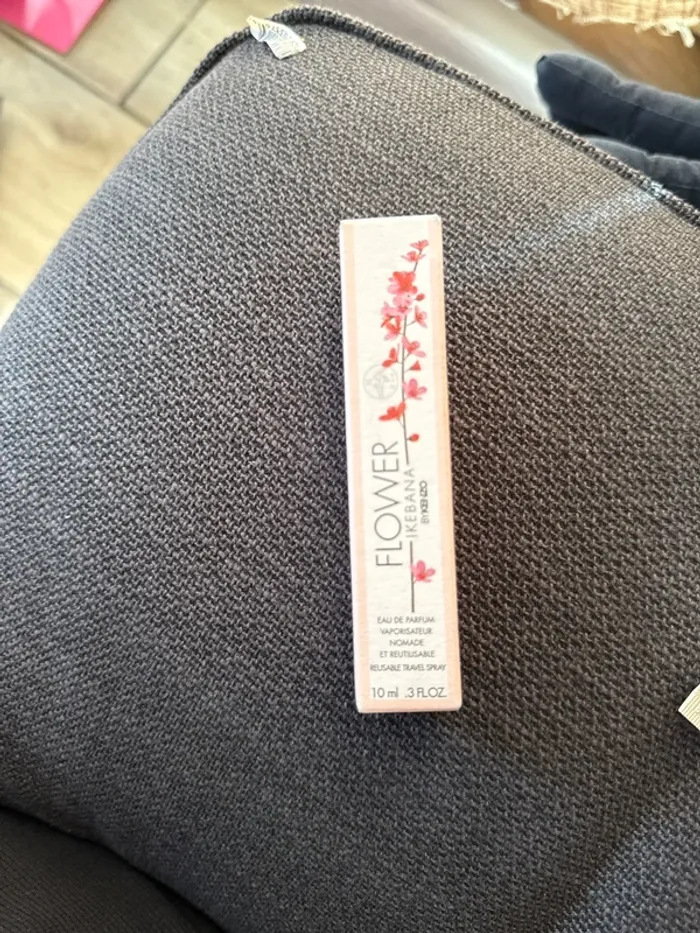 FLOWER
IKEBANA
BY KENZO
EAU DE PARFUM
VAPORISATEUR
NOMADE
ET REUTILISABLE
REUSABLE TRAVEL SPRAY
10 ml .3 FL.OZ.